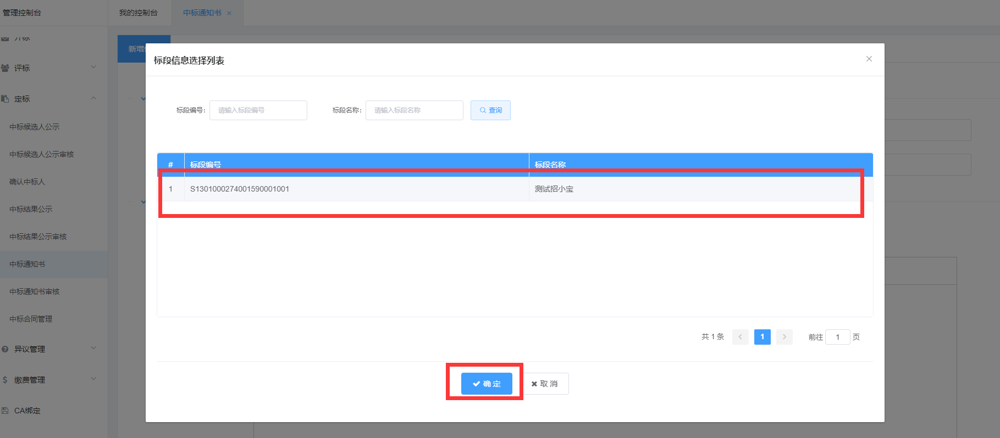 管理控制台
我的控制台
中标通知书
开标
评标
定标
中标候选人公示
中标候选人公示审核
确认中标人
中标结果公示
中标结果公示审核
中标通知书
中标通知书审核
中标合同管理
异议管理
缴费管理
CA绑定
新增
标段信息选择列表
标段编号: 请输入标段编号 标段名称: 请输入标段名称 查询
# 标段编号 标段名称
1 S1301000274001590001001 测试招小宝
共 1 条 1 前往 1 页
确 定 取 消